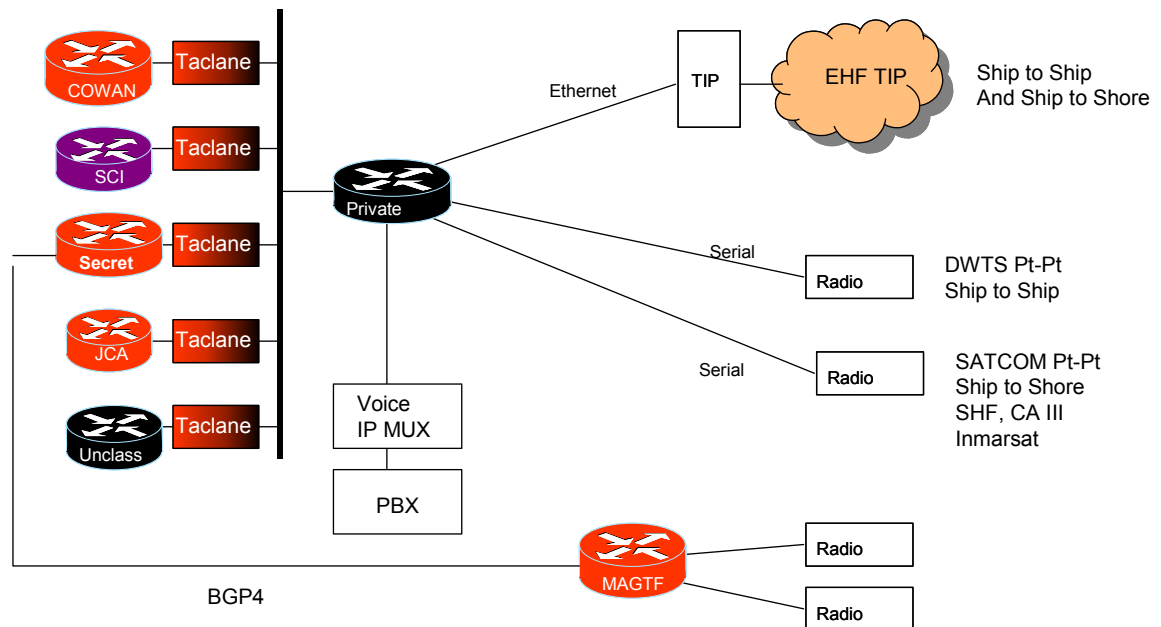 COWAN
Taclane
SCI
Taclane
Secret
Taclane
JCA
Taclane
Unclass
Taclane
Private
Ethernet
TIP
EHF TIP
Ship to Ship
And Ship to Shore
Serial
Radio
DWTS Pt-Pt
Ship to Ship
Serial
Radio
SATCOM Pt-Pt
Ship to Shore
SHF, CA III
Inmarsat
Voice
IP MUX
PBX
BGP4
MAGTF
Radio
Radio